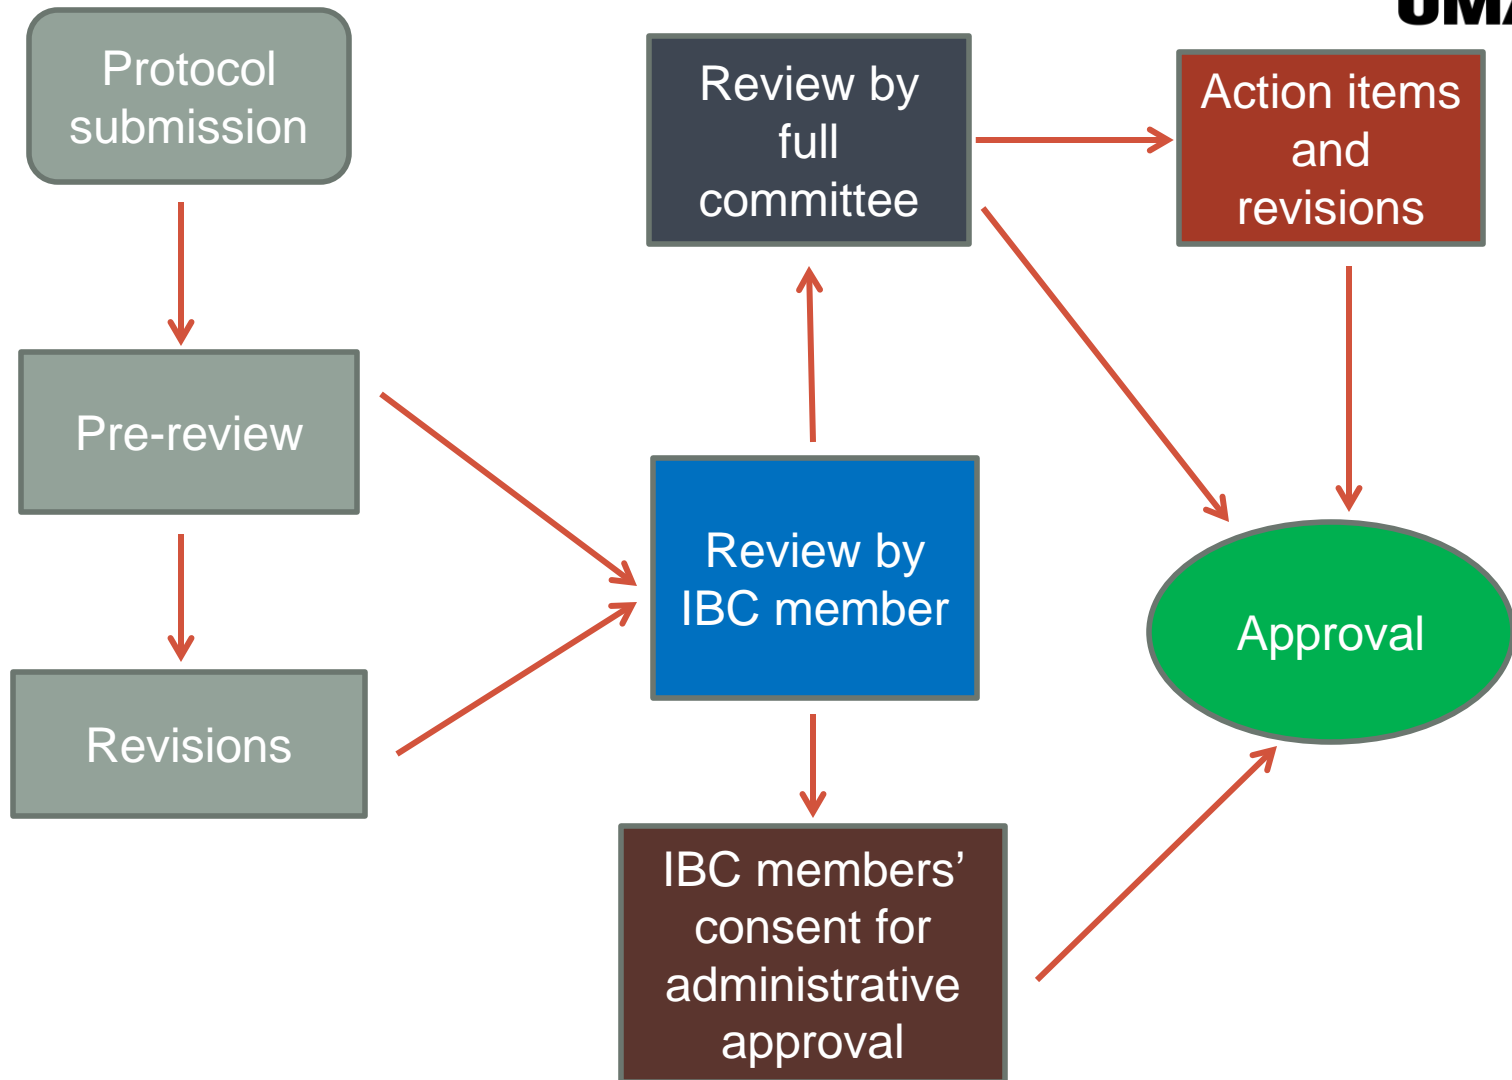 Protocol
submission
Pre-review
Revisions
Review by
full
committee
Review by
IBC member
IBC members’
consent for
administrative
approval
Action items
and
revisions
Approval